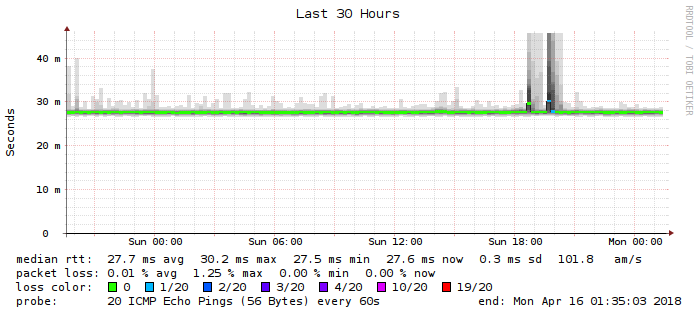 Last 30 Hours
RRDTOOL / TOBI OETIKER
Seconds
40 m
30 m
20 m
10 m
0
Sun 00:00 Sun 06:00 Sun 12:00 Sun 18:00 Mon 00:00
median rtt: 27.7 ms avg 30.2 ms max 27.5 ms min 27.6 ms now 0.3 ms sd 101.8 am/s
packet loss: 0.01 % avg 1.25 % max 0.00 % min 0.00 % now
loss color: 0 1/20 2/20 3/20 4/20 10/20 19/20
probe: 20 ICMP Echo Pings (56 Bytes) every 60s end: Mon Apr 16 01:35:03 2018